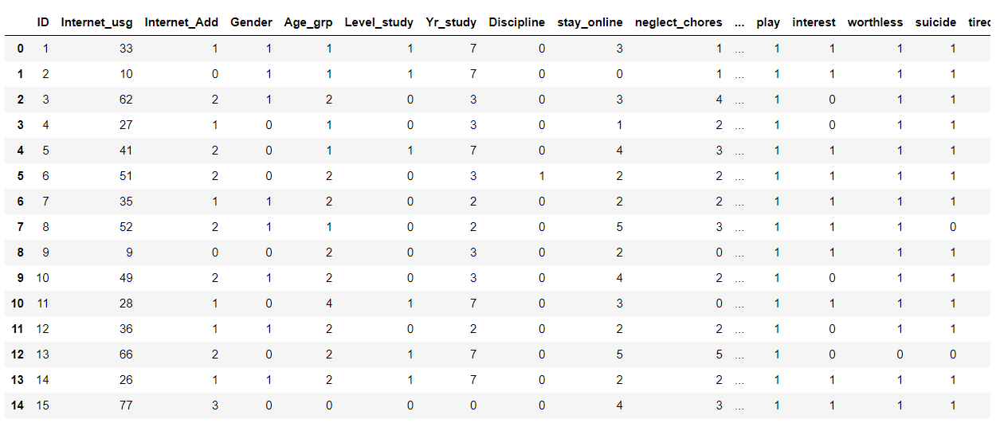 ID Internet_usg Internet_Add Gender Age_grp Level_study Yr_study Discipline stay_online neglect_chores ... play interest worthless suicide tired
0 1 33 1 1 1 1 7 0 3 1 ... 1 1 1 1
1 2 10 0 1 1 1 7 0 0 1 ... 1 1 1 1
2 3 62 2 1 2 0 3 0 3 4 ... 1 0 1 1
3 4 27 1 0 1 0 3 0 1 2 ... 1 0 1 1
4 5 41 2 0 1 1 7 0 4 3 ... 1 1 1 1
5 6 51 2 0 2 0 3 1 2 2 ... 1 1 1 1
6 7 35 1 1 2 0 2 0 2 2 ... 1 1 1 1
7 8 52 2 1 1 0 2 0 5 3 ... 1 1 1 0
8 9 9 0 0 2 0 3 0 2 0 ... 1 1 1 1
9 10 49 2 1 2 0 3 0 4 2 ... 1 0 1 1
10 11 28 1 0 4 1 7 0 3 0 ... 1 1 1 1
11 12 36 1 1 2 0 2 0 2 2 ... 1 0 1 1
12 13 66 2 0 2 1 7 0 5 5 ... 1 0 0 0
13 14 26 1 1 2 1 7 0 2 2 ... 1 1 1 1
14 15 77 3 0 0 0 0 0 4 3 ... 1 1 1 1